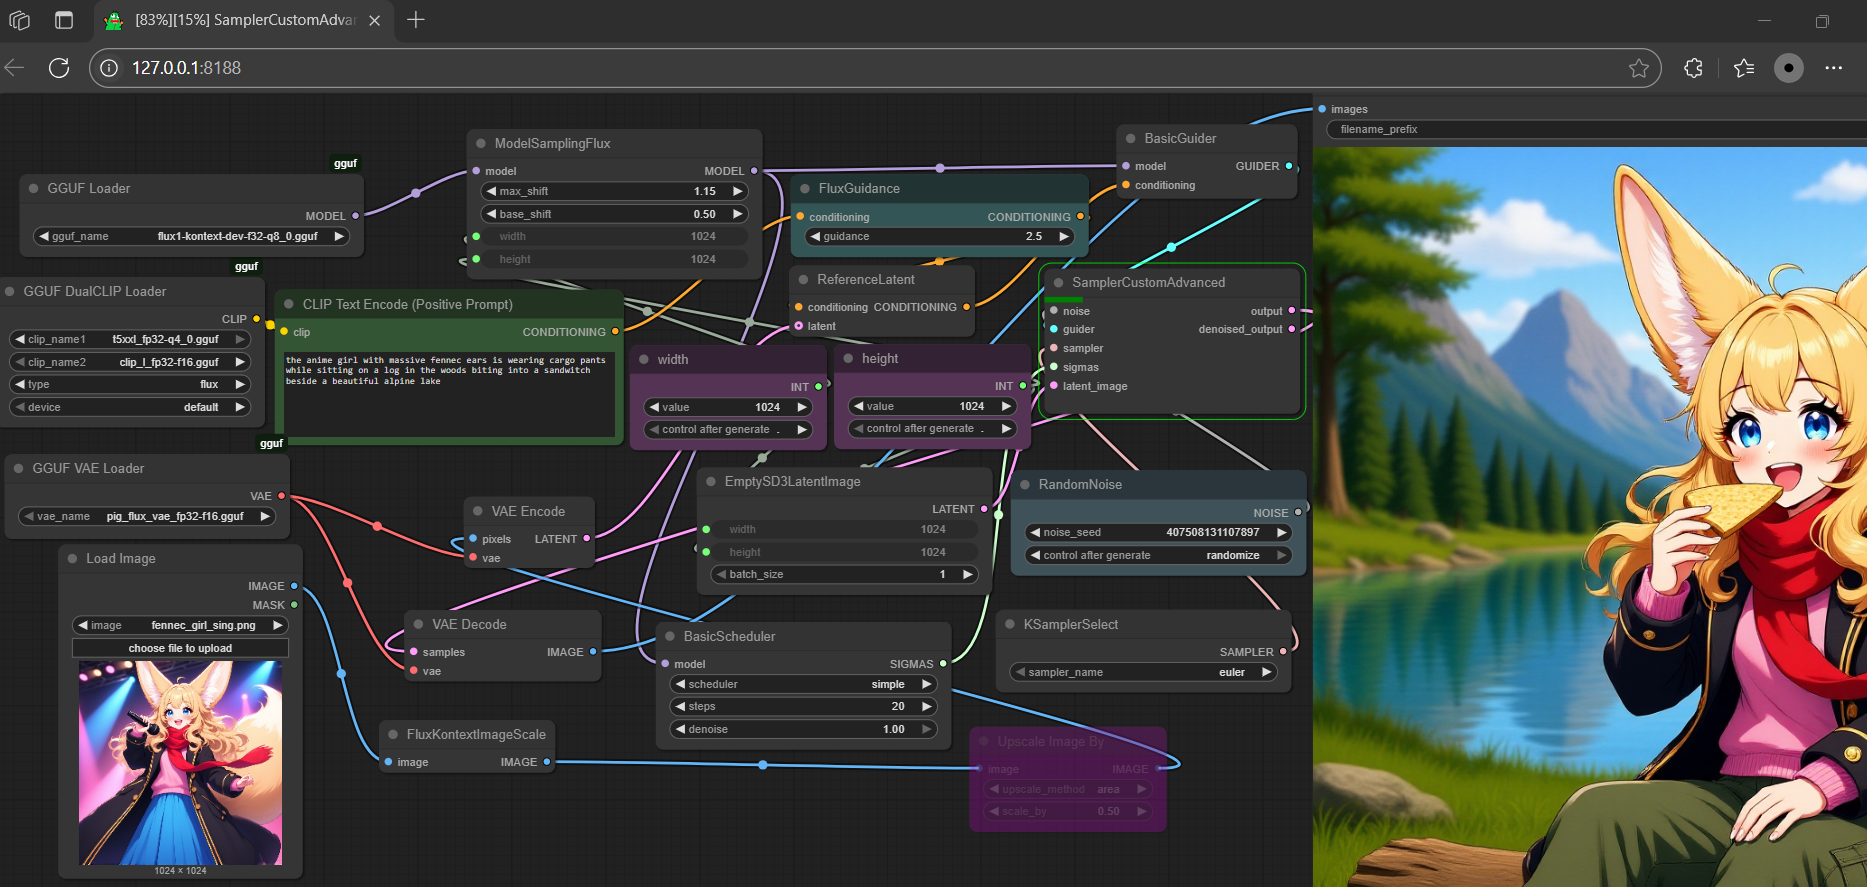 [83%][15%] SamplerCustomAdva
127.0.0.1:8188
gguf
GGUF Loader
MODEL
gguf_name flux1-kontext-dev-f32-q8_0.gguf
gguf
GGUF DualCLIP Loader
CLIP
clip_name1 t5xxl_fp32-q4_0.gguf
clip_name2 clip_l_fp32-f16.gguf
type flux
device default
gguf
GGUF VAE Loader
VAE
vae_name pig_flux_vae_fp32-f16.gguf
Load Image
IMAGE
MASK
image fennec_girl_sing.png
choose file to upload
1024 × 1024
CLIP Text Encode (Positive Prompt)
clip CONDITIONING
the anime girl with massive fennec ears is wearing cargo pants
while sitting on a log in the woods biting into a sandwitch
beside a beautiful alpine lake
ModelSamplingFlux
model MODEL
max_shift 1.15
base_shift 0.50
width 1024
height 1024
FluxGuidance
conditioning CONDITIONING
guidance 2.5
ReferenceLatent
conditioning CONDITIONING
latent
width
INT
value 1024
control after generate .
height
INT
value 1024
control after generate .
BasicGuider
model GUIDER
conditioning
SamplerCustomAdvanced
noise output
guider denoised_output
sampler
sigmas
latent_image
VAE Encode
pixels LATENT
vae
VAE Decode
samples IMAGE
vae
FluxKontextImageScale
image IMAGE
EmptySD3LatentImage
LATENT
width 1024
height 1024
batch_size 1
BasicScheduler
model SIGMAS
scheduler simple
steps 20
denoise 1.00
RandomNoise
NOISE
noise_seed 407508131107897
control after generate randomize
KSamplerSelect
SAMPLER
sampler_name euler
Upscale Image By
image IMAGE
upscale_method area
scale_by 0.50
images
filename_prefix